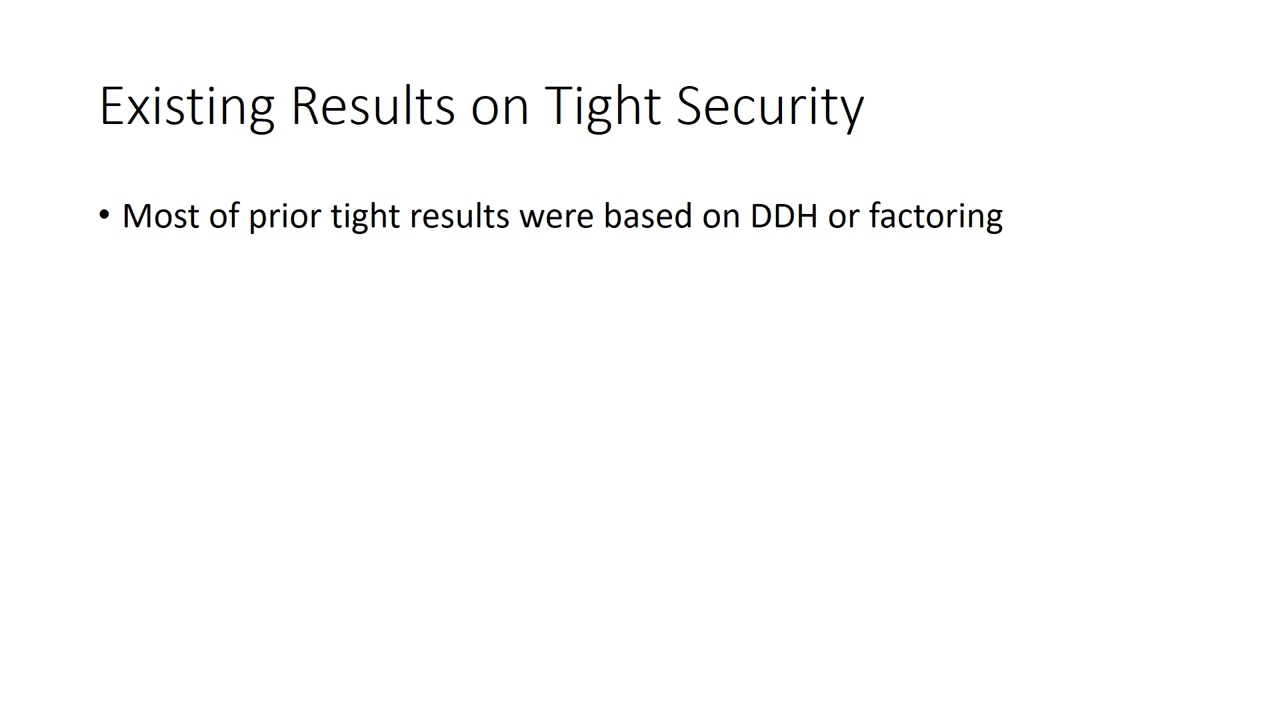 Existing Results on Tight Security
• Most of prior tight results were based on DDH or factoring